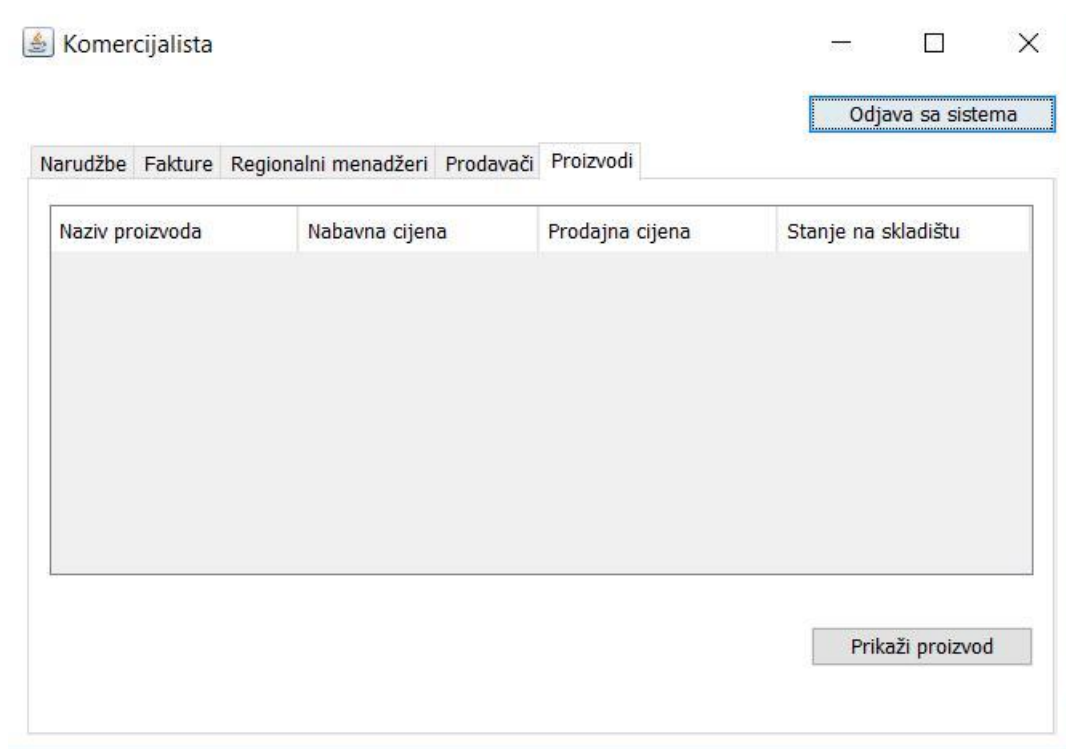 Komercijalista
Odjava sa sistema
Narudžbe Fakture Regionalni menadžeri Prodavači Proizvodi
Naziv proizvoda Nabavna cijena Prodajna cijena Stanje na skladištu
Prikaži proizvod